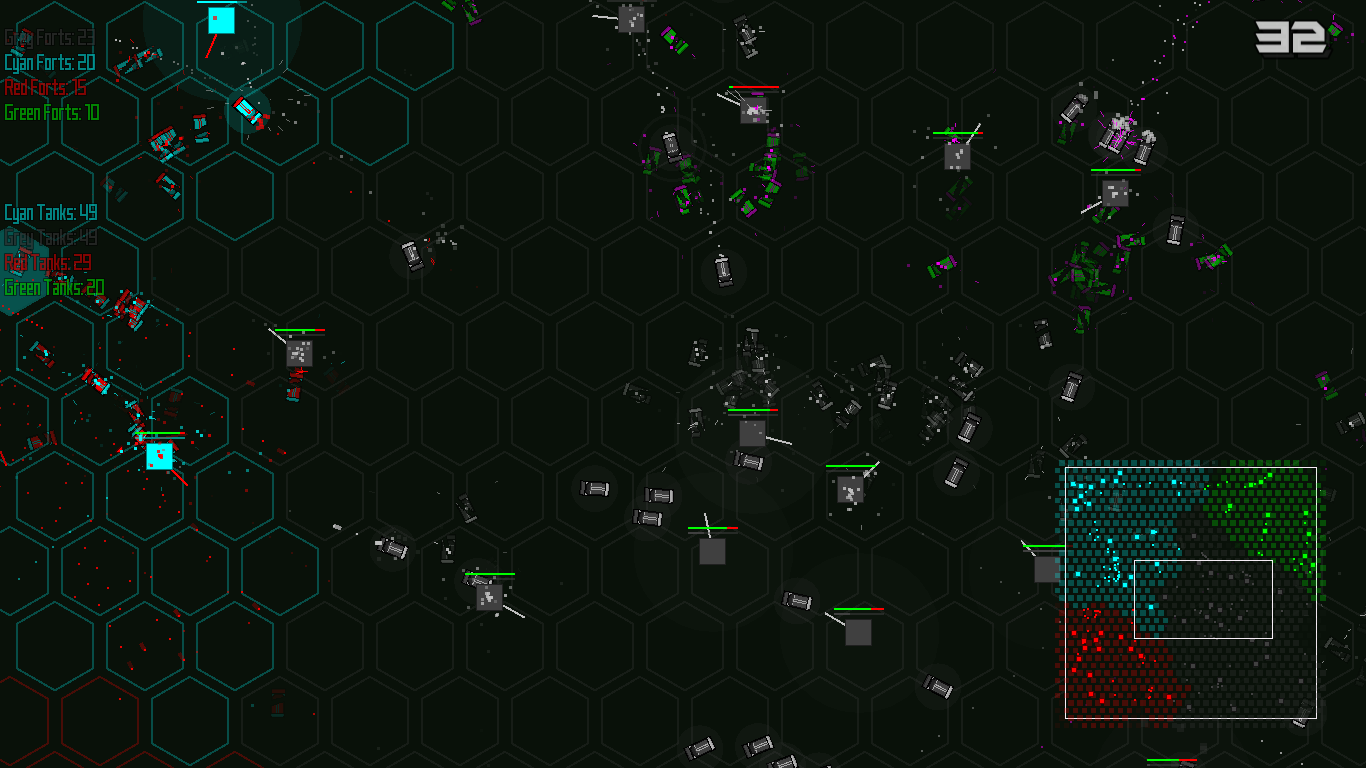 Grey Forts: 23
Cyan Forts: 20
Red Forts: 15
Green Forts: 10
Cyan Tanks: 49
Grey Tanks: 49
Red Tanks: 29
Green Tanks: 20
32